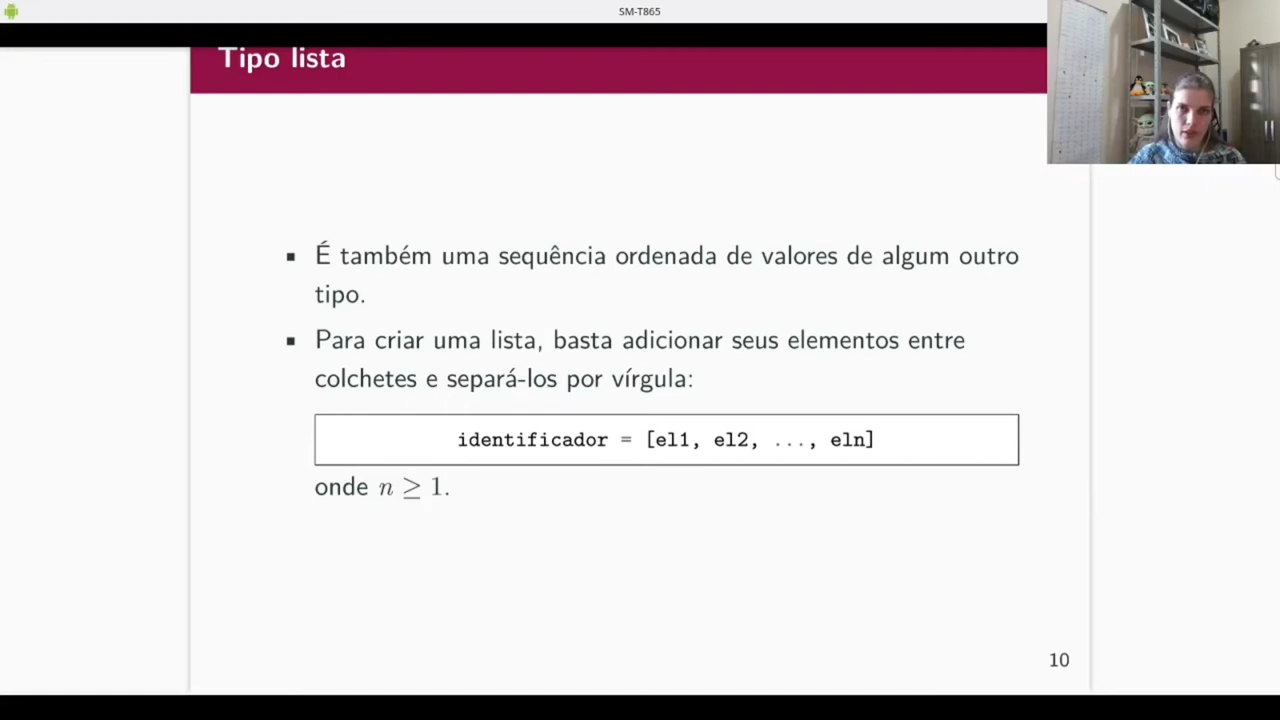 SM-T865
Tipo lista
▪ É também uma sequência ordenada de valores de algum outro
tipo.
▪ Para criar uma lista, basta adicionar seus elementos entre
colchetes e separá-los por vírgula:
identificador = [el1, el2, ..., eln]
onde n ≥ 1.
10